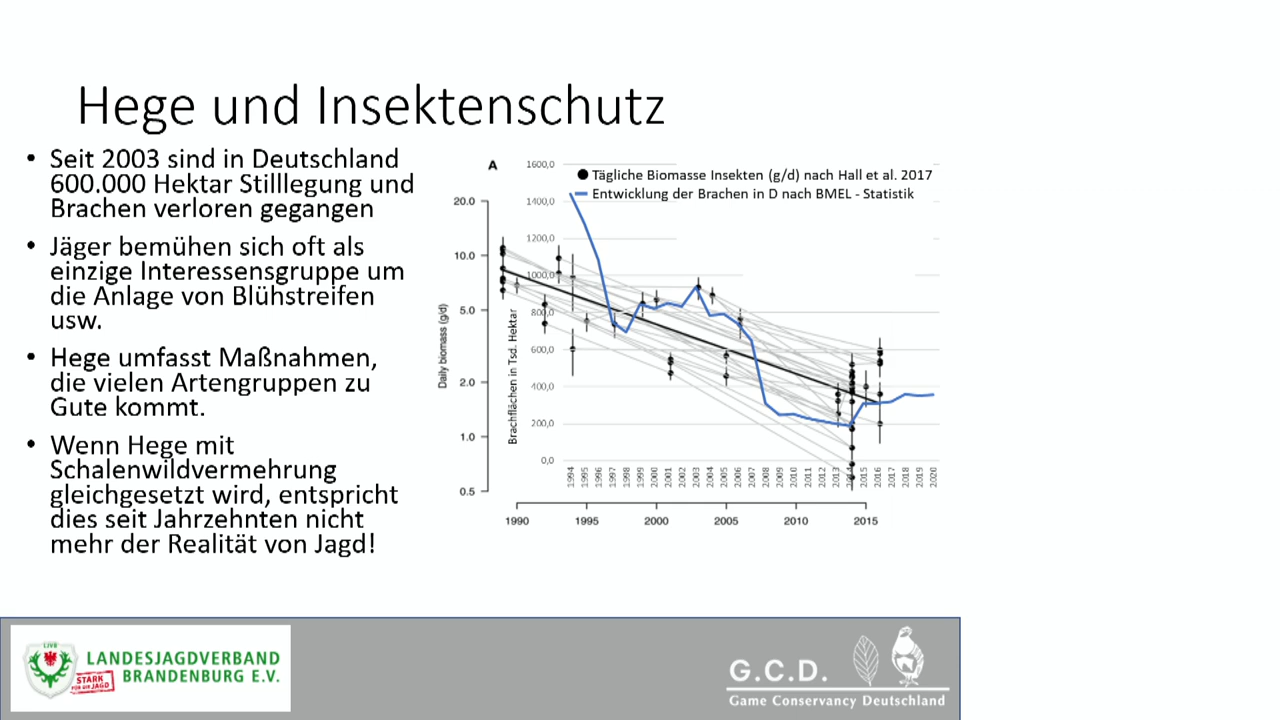 Hege und Insektenschutz
• Seit 2003 sind in Deutschland
600.000 Hektar Stilllegung und
Brachen verloren gegangen
• Jäger bemühen sich oft als
einzige Interessensgruppe um
die Anlage von Blühstreifen
usw.
• Hege umfasst Maßnahmen,
die vielen Artengruppen zu
Gute kommt.
• Wenn Hege mit
Schalenwildvermehrung
gleichgesetzt wird, entspricht
dies seit Jahrzehnten nicht
mehr der Realität von Jagd!
A
Tägliche Biomasse Insekten (g/d) nach Hall et al. 2017
Entwicklung der Brachen in D nach BMEL - Statistik
Daily biomass (g/d)
20.0
10.0
5.0
2.0
1.0
0.5
Brachflächen in Tsd. Hektar
1600,0
1400,0
1200,0
1000,0
800,0
600,0
400,0
200,0
0,0
1994 1995 1996 1997 1998 1999 2000 2001 2002 2003 2004 2005 2006 2007 2008 2009 2010 2011 2012 2013 2014 2015 2016 2017 2018 2019 2020
1990 1995 2000 2005 2010 2015
LJVB
STARK
FÜR DIE JAGD
LANDESJAGDVERBAND
BRANDENBURG E.V.
G.C.D.
Game Conservancy Deutschland